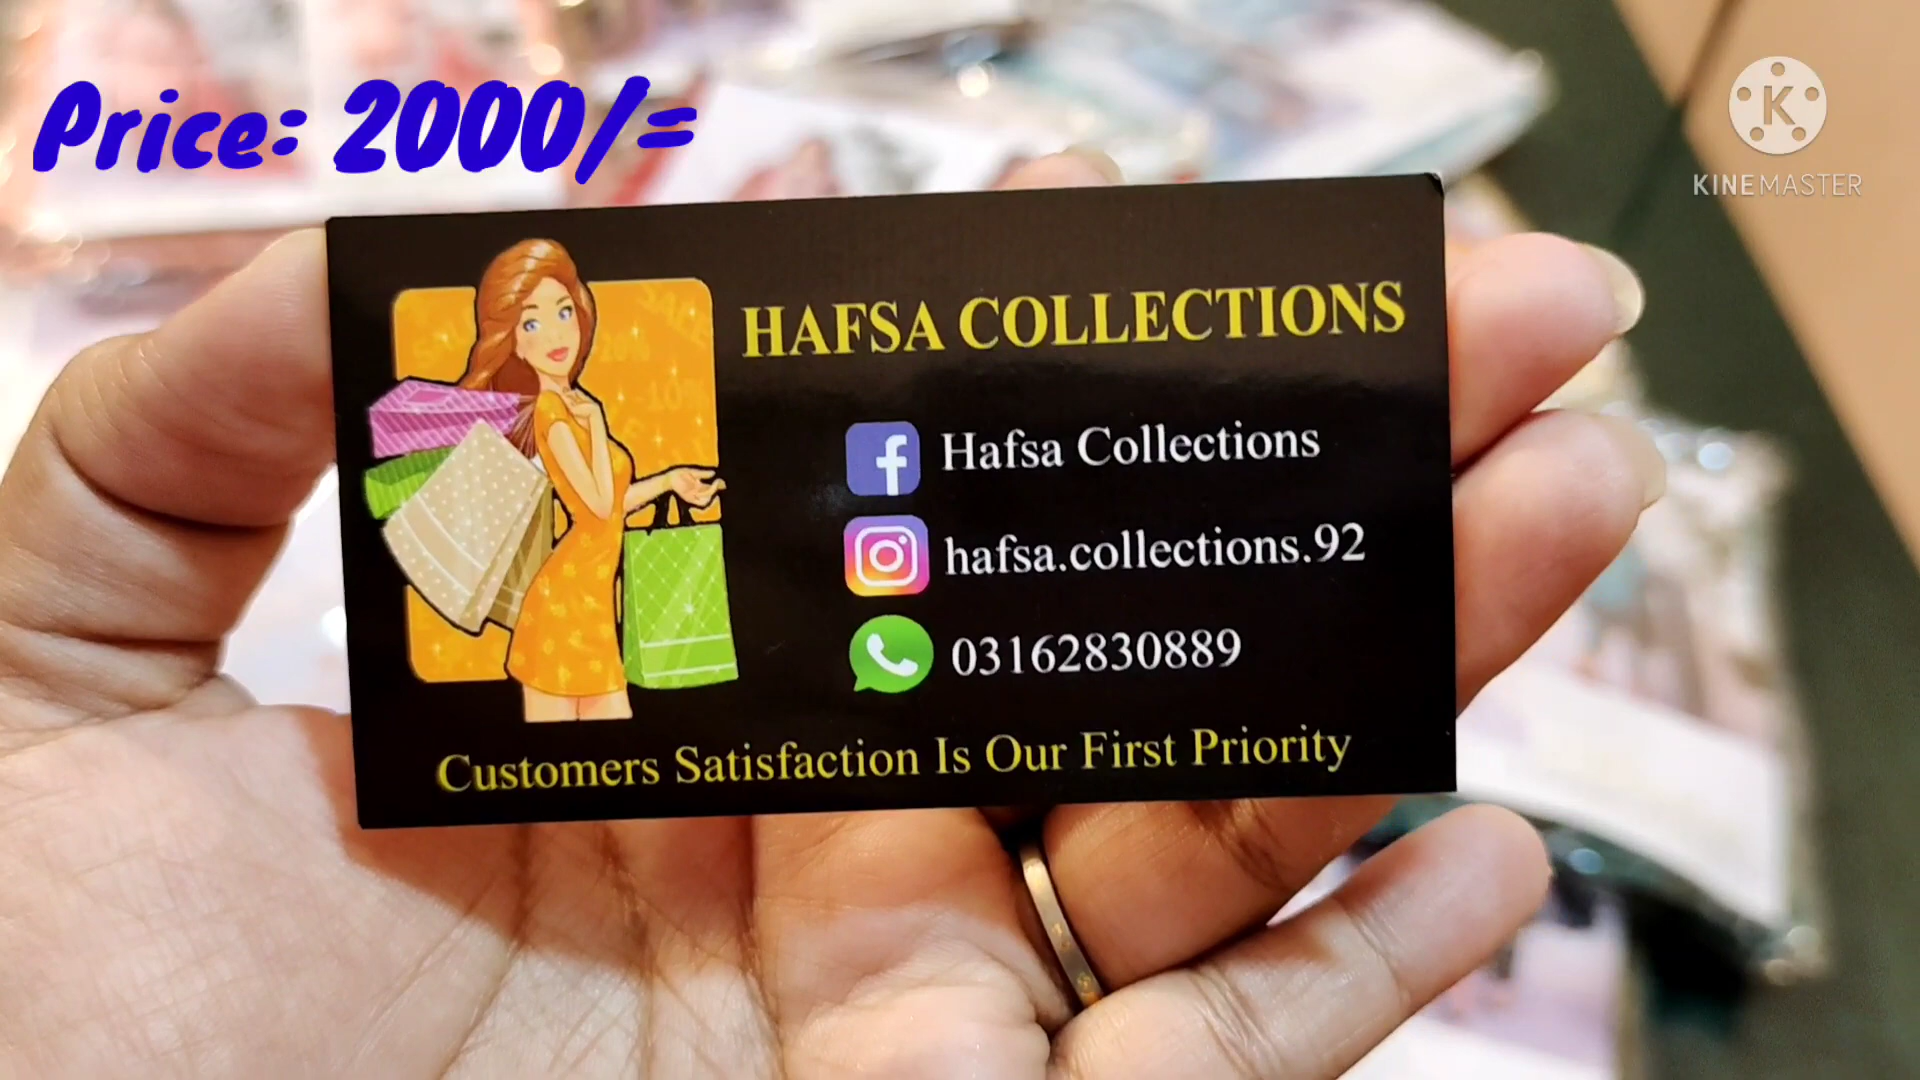 Price: 2000/=
K
KINEMASTER
HAFSA COLLECTIONS
Hafsa Collections
hafsa.collections.92
03162830889
Customers Satisfaction Is Our First Priority